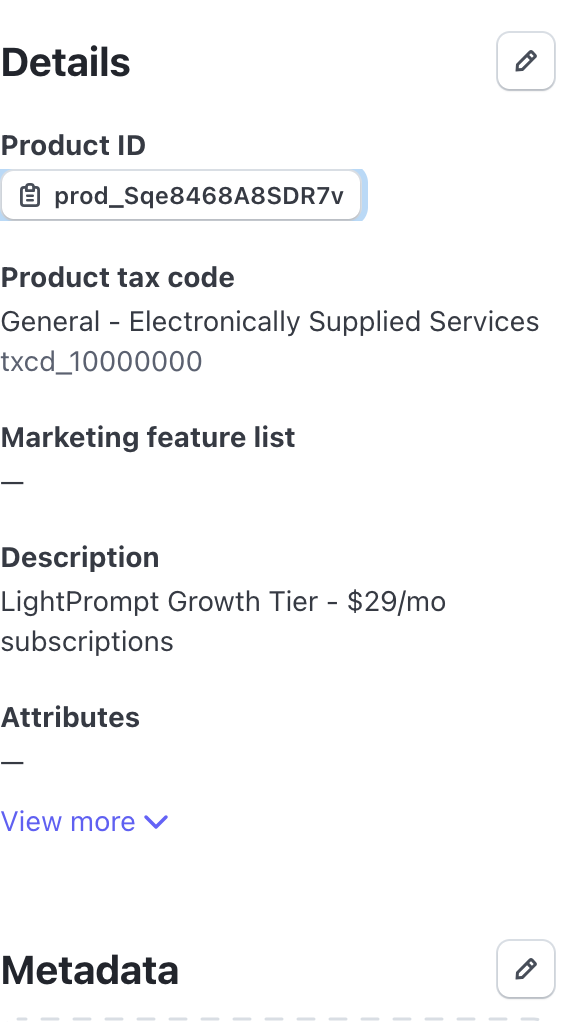 Details
Product ID
prod_Sqe8468A8SDR7v
Product tax code
General - Electronically Supplied Services
txcd_10000000
Marketing feature list
—
Description
LightPrompt Growth Tier - $29/mo
subscriptions
Attributes
—
View more
Metadata